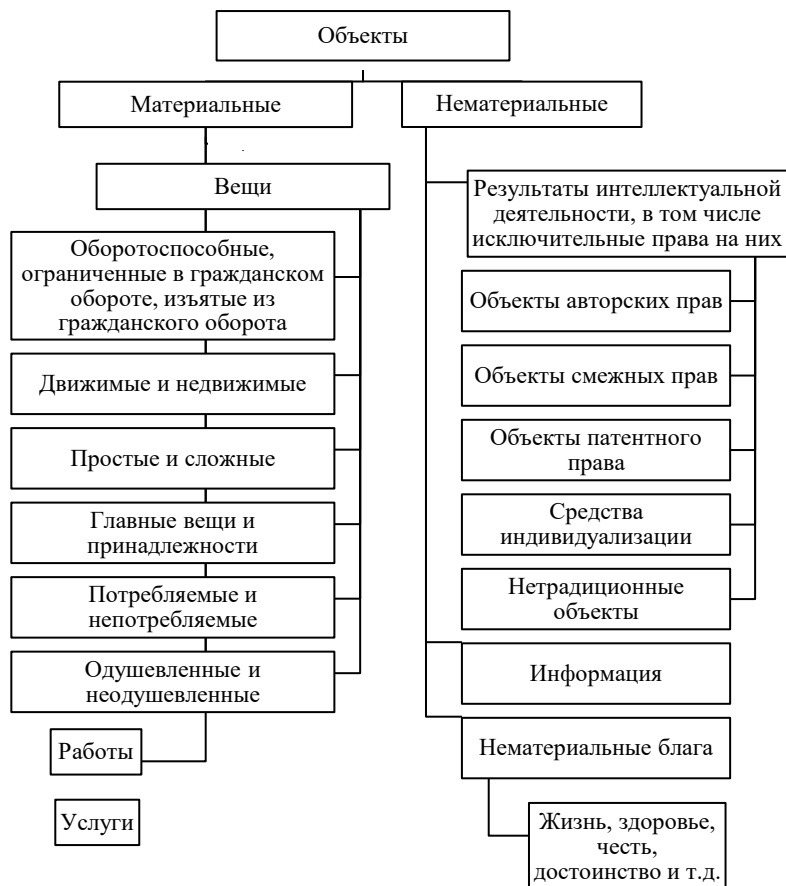 Объекты
Материальные
Нематериальные
Вещи
Оборотоспособные,
ограниченные в гражданском
обороте, изъятые из
гражданского оборота
Движимые и недвижимые
Простые и сложные
Главные вещи и
принадлежности
Потребляемые и
непотребляемые
Одушевленные и
неодушевленные
Работы
Услуги
Результаты интеллектуальной
деятельности, в том числе
исключительные права на них
Объекты авторских прав
Объекты смежных прав
Объекты патентного
права
Средства
индивидуализации
Нетрадиционные
объекты
Информация
Нематериальные блага
Жизнь, здоровье,
честь,
достоинство и т.д.